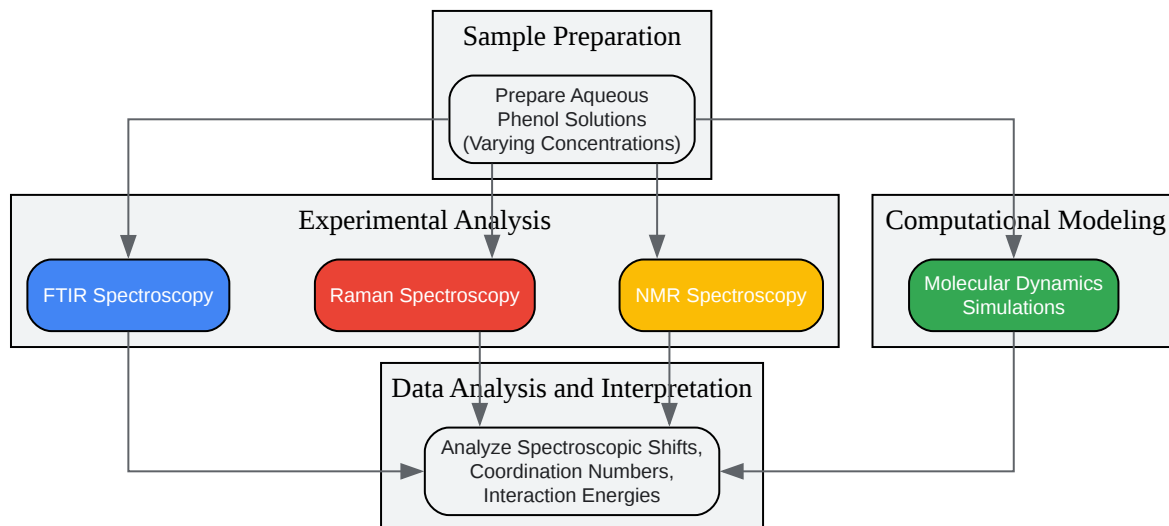 Sample Preparation
Prepare Aqueous
Phenol Solutions
(Varying Concentrations)
Experimental Analysis
Computational Modeling
FTIR Spectroscopy
Raman Spectroscopy
NMR Spectroscopy
Molecular Dynamics
Simulations
Data Analysis and Interpretation
Analyze Spectroscopic Shifts,
Coordination Numbers,
Interaction Energies